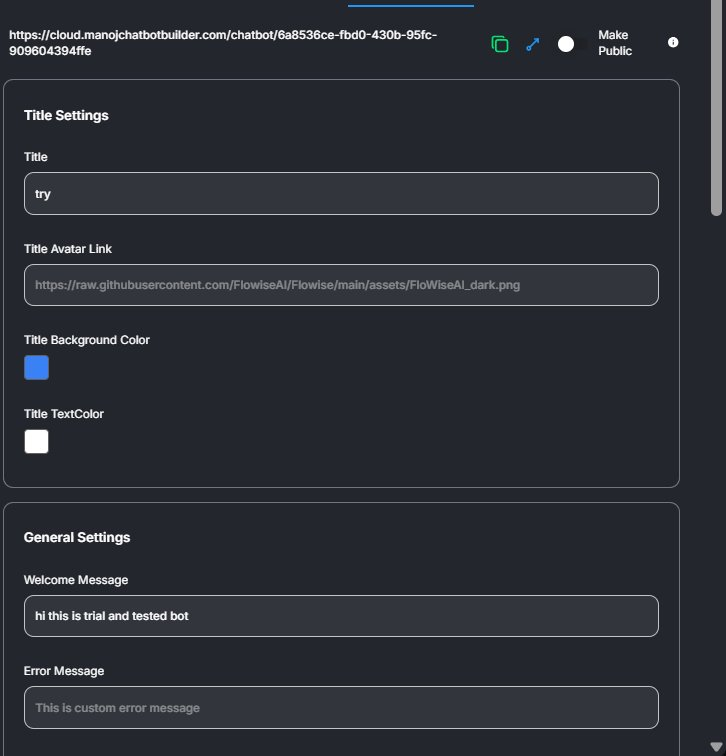 https://cloud.manojchatbotbuilder.com/chatbot/6a8536ce-fbd0-430b-95fc-
909604394ffe
Make
Public
Title Settings
Title
try
Title Avatar Link
https://raw.githubusercontent.com/FlowiseAI/Flowise/main/assets/FloWiseAI_dark.png
Title Background Color
Title TextColor
General Settings
Welcome Message
hi this is trial and tested bot
Error Message
This is custom error message